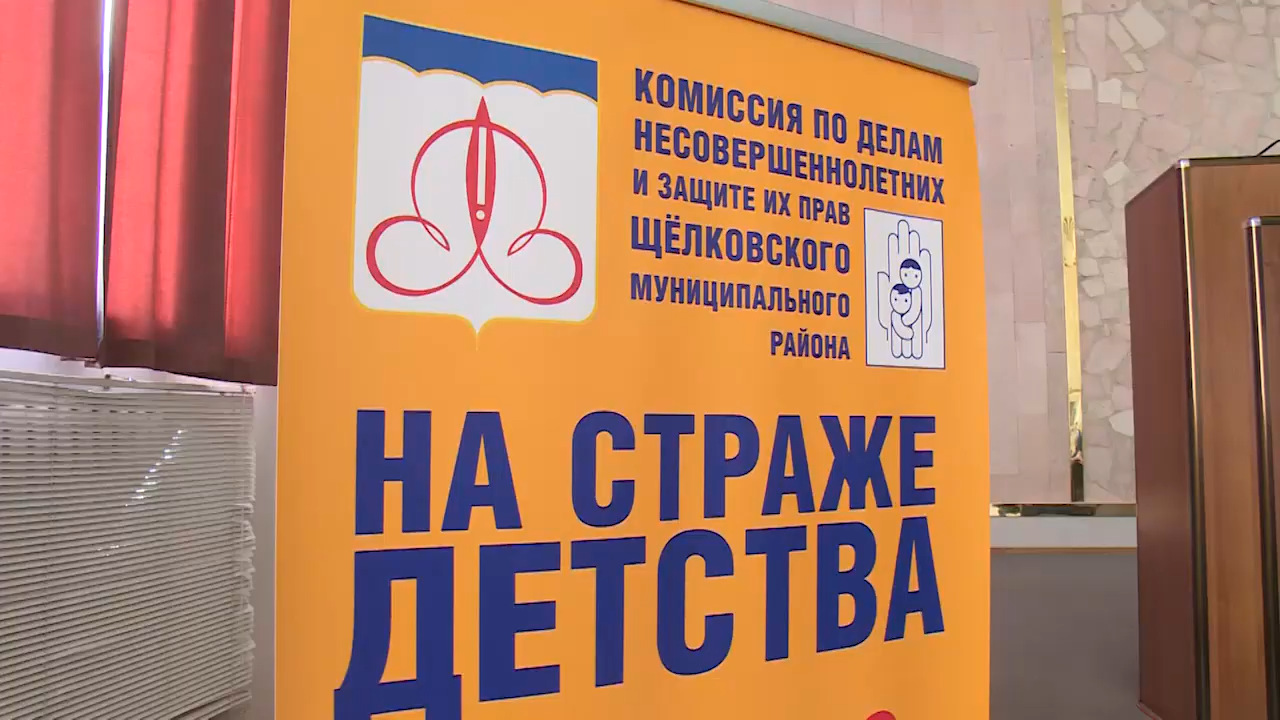 КОМИССИЯ ПО ДЕЛАМ
НЕСОВЕРШЕННОЛЕТНИХ
И ЗАЩИТЕ ИХ ПРАВ
ЩЁЛКОВСКОГО
МУНИЦИПАЛЬНОГО
РАЙОНА
НА СТРАЖЕ
ДЕТСТВА